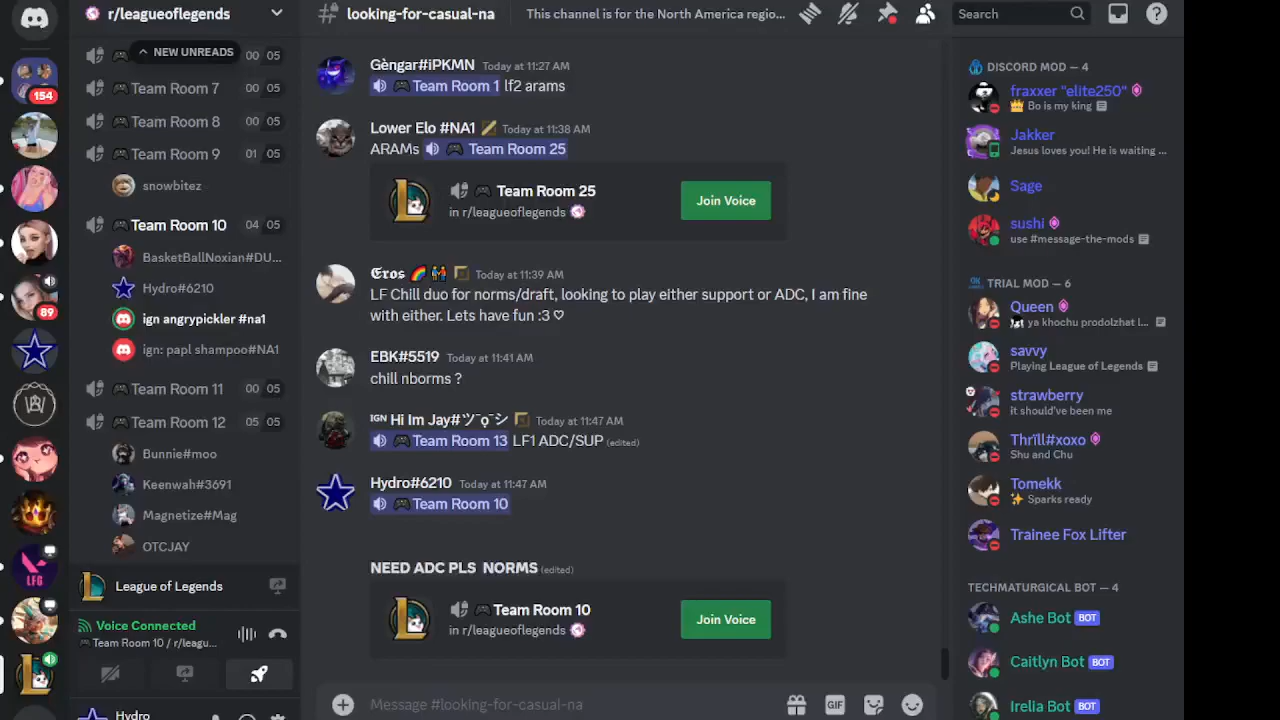 r/leagueoflegends
NEW UNREADS
00 05
Team Room 7 00 05
Team Room 8 00 05
Team Room 9 01 05
snowbitez
Team Room 10 04 05
BasketBallNoxian#DU...
Hydro#6210
ign angrypickler #na1
ign: papl shampoo#NA1
Team Room 11 00 05
Team Room 12 05 05
Bunnie#moo
Keenwah#3691
Magnetize#Mag
OTCJAY
League of Legends
Voice Connected
Team Room 10 / r/leagu...
Hydro
154
89
LFG
looking-for-casual-na
This channel is for the North America regio...
Search
Gèngar#iPKMN Today at 11:27 AM
Team Room 1 lf2 arams
Lower Elo #NA1 Today at 11:38 AM
ARAMs Team Room 25
Team Room 25
in r/leagueoflegends
Join Voice
𝕰ros 🌈 👬 Today at 11:39 AM
LF Chill duo for norms/draft, looking to play either support or ADC, I am fine
with either. Lets have fun :3 ♡
EBK#5519 Today at 11:41 AM
chill nborms ?
Today at 11:47 AM
Team Room 13 LF1 ADC/SUP (edited)
Hydro#6210 Today at 11:47 AM
Team Room 10
NEED ADC PLS NORMS (edited)
Team Room 10
in r/leagueoflegends
Join Voice
Message #looking-for-casual-na
GIF
DISCORD MOD — 4
fraxxer "elite250"
👑 Bo is my king
Jakker
Jesus loves you! He is waiting ...
Sage
sushi
use #message-the-mods
TRIAL MOD — 6
Queen
ya khochu prodolzhat l...
savvy
Playing League of Legends
strawberry
it should've been me
Thrïll#xoxo
Shu and Chu
Tomekk
✨ Sparks ready
Trainee Fox Lifter
TECHMATURGICAL BOT — 4
Ashe Bot BOT
Caitlyn Bot BOT
Irelia Bot BOT